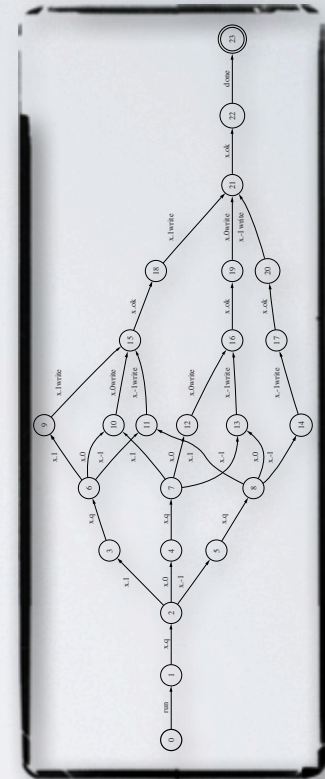 0
run
1
x.q
2
x.1
x.0
x.-1
3
4
5
x.q
x.q
x.q
6
7
8
x.1
x.0
x.-1
x.1
x.0
x.1
x.-1
x.0
x.-1
9
10
11
12
13
14
x.1write
x.0write
x.-1write
x.0write
x.-1write
x.-1write
15
16
17
x.ok
x.ok
x.ok
18
19
20
x.1write
x.0write
x.-1write
21
x.ok
22
done
23